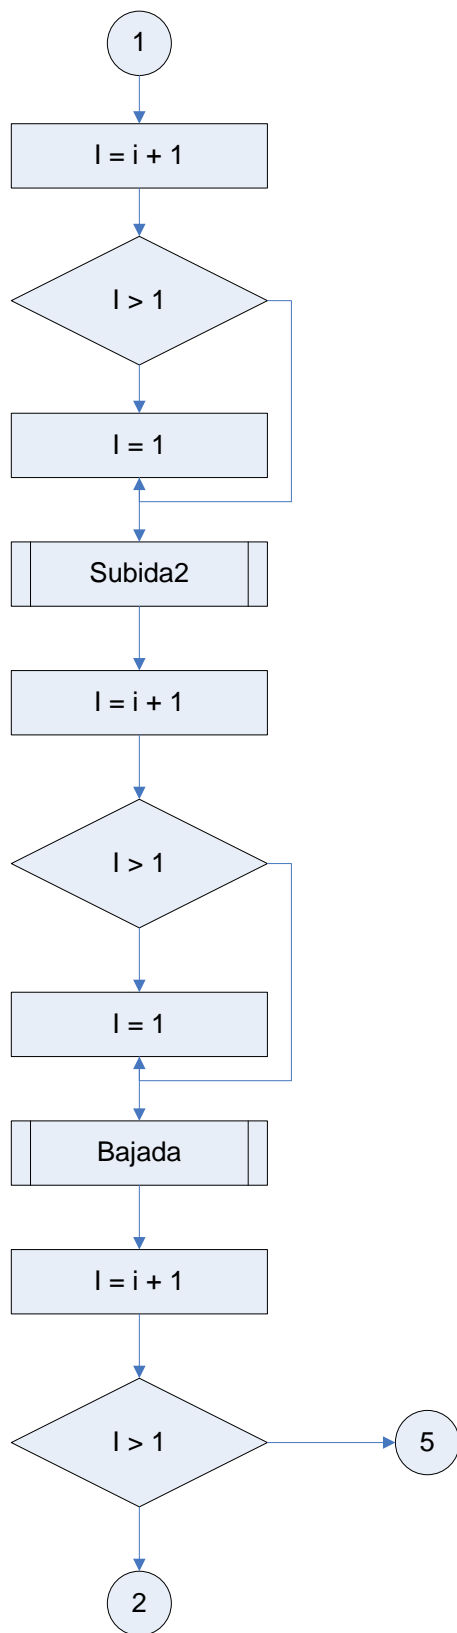 1
I = i + 1
I > 1
I = 1
Subida2
I = i + 1
I > 1
I = 1
Bajada
I = i + 1
I > 1
5
2